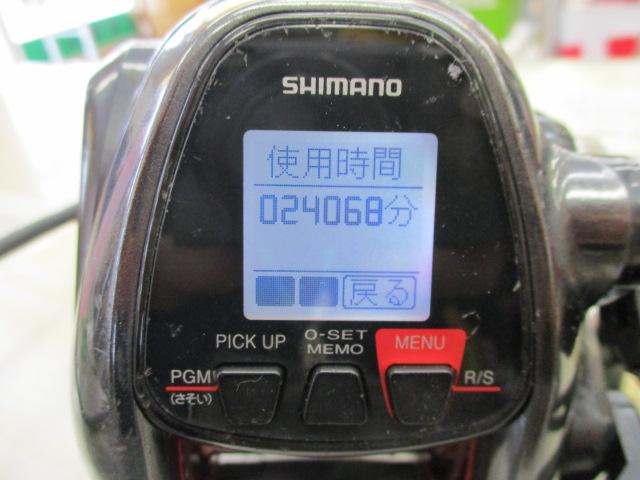 SHIMANO
使用時間
024068分
戻る
PICK UP
0-SET
MEMO
MENU
PGM
(さそい)
R/S